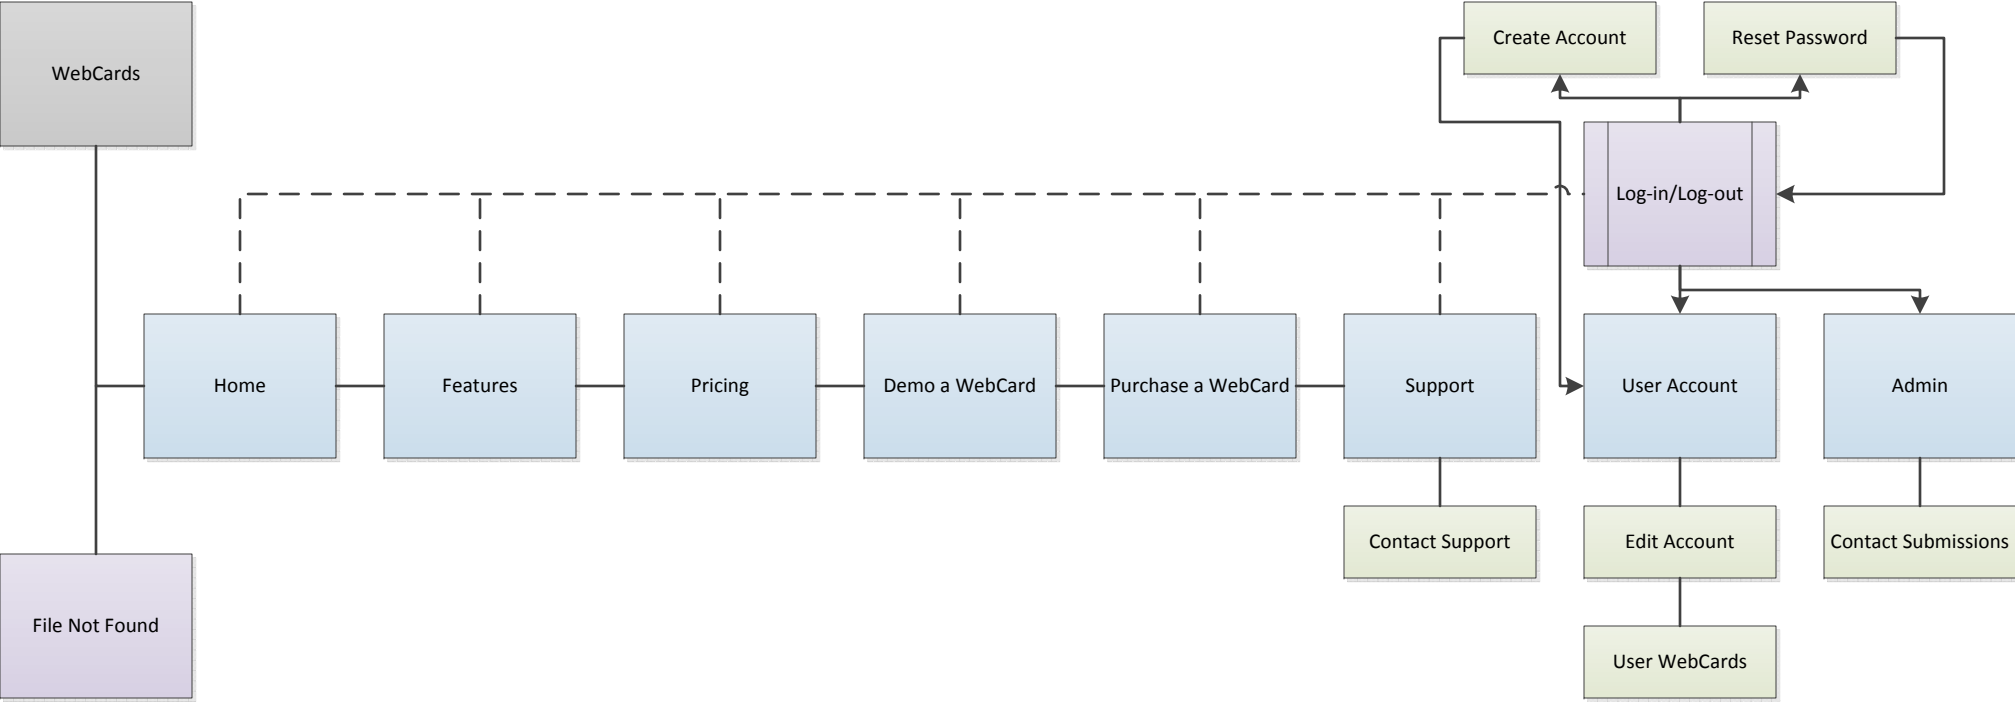 WebCards
Create Account
Reset Password
Log-in/Log-out
Home
Features
Pricing
Demo a WebCard
Purchase a WebCard
Support
User Account
Admin
Contact Support
Edit Account
Contact Submissions
File Not Found
User WebCards